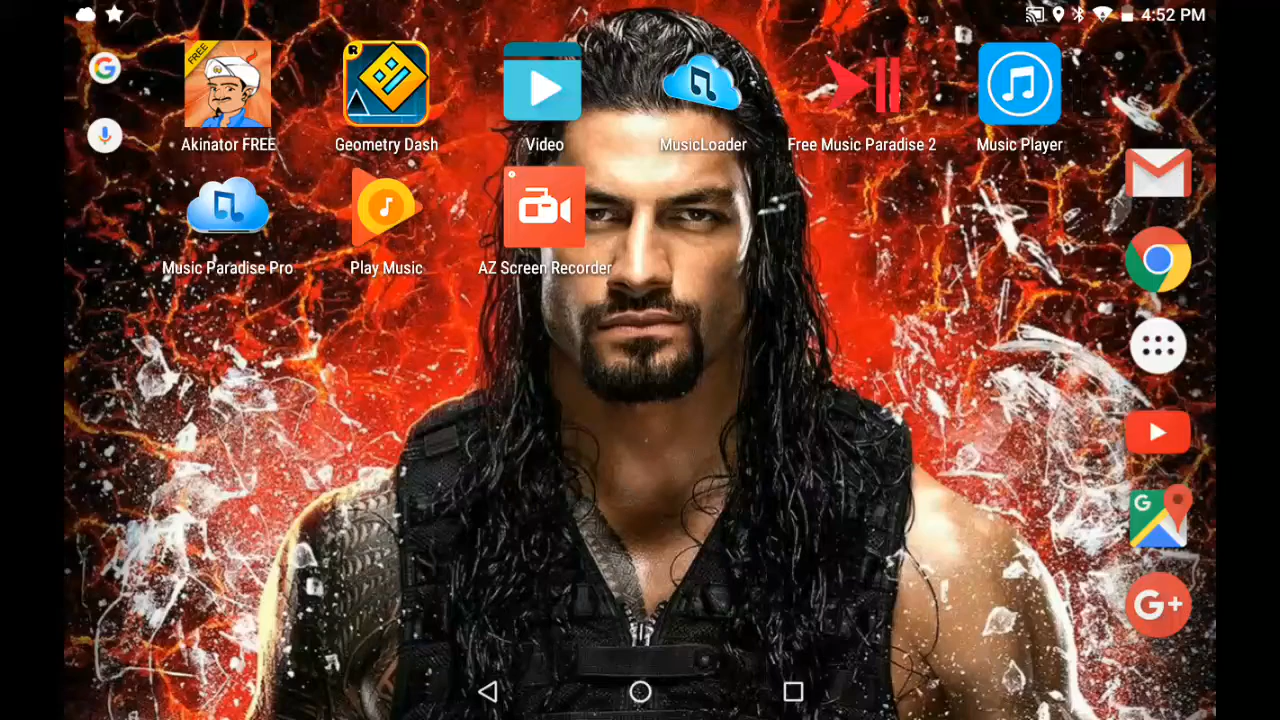 4:52 PM
FREE
R
Akinator FREE
Geometry Dash
Video
MusicLoader
Free Music Paradise 2
Music Player
Music Paradise Pro
Play Music
AZ Screen Recorder
G
G+